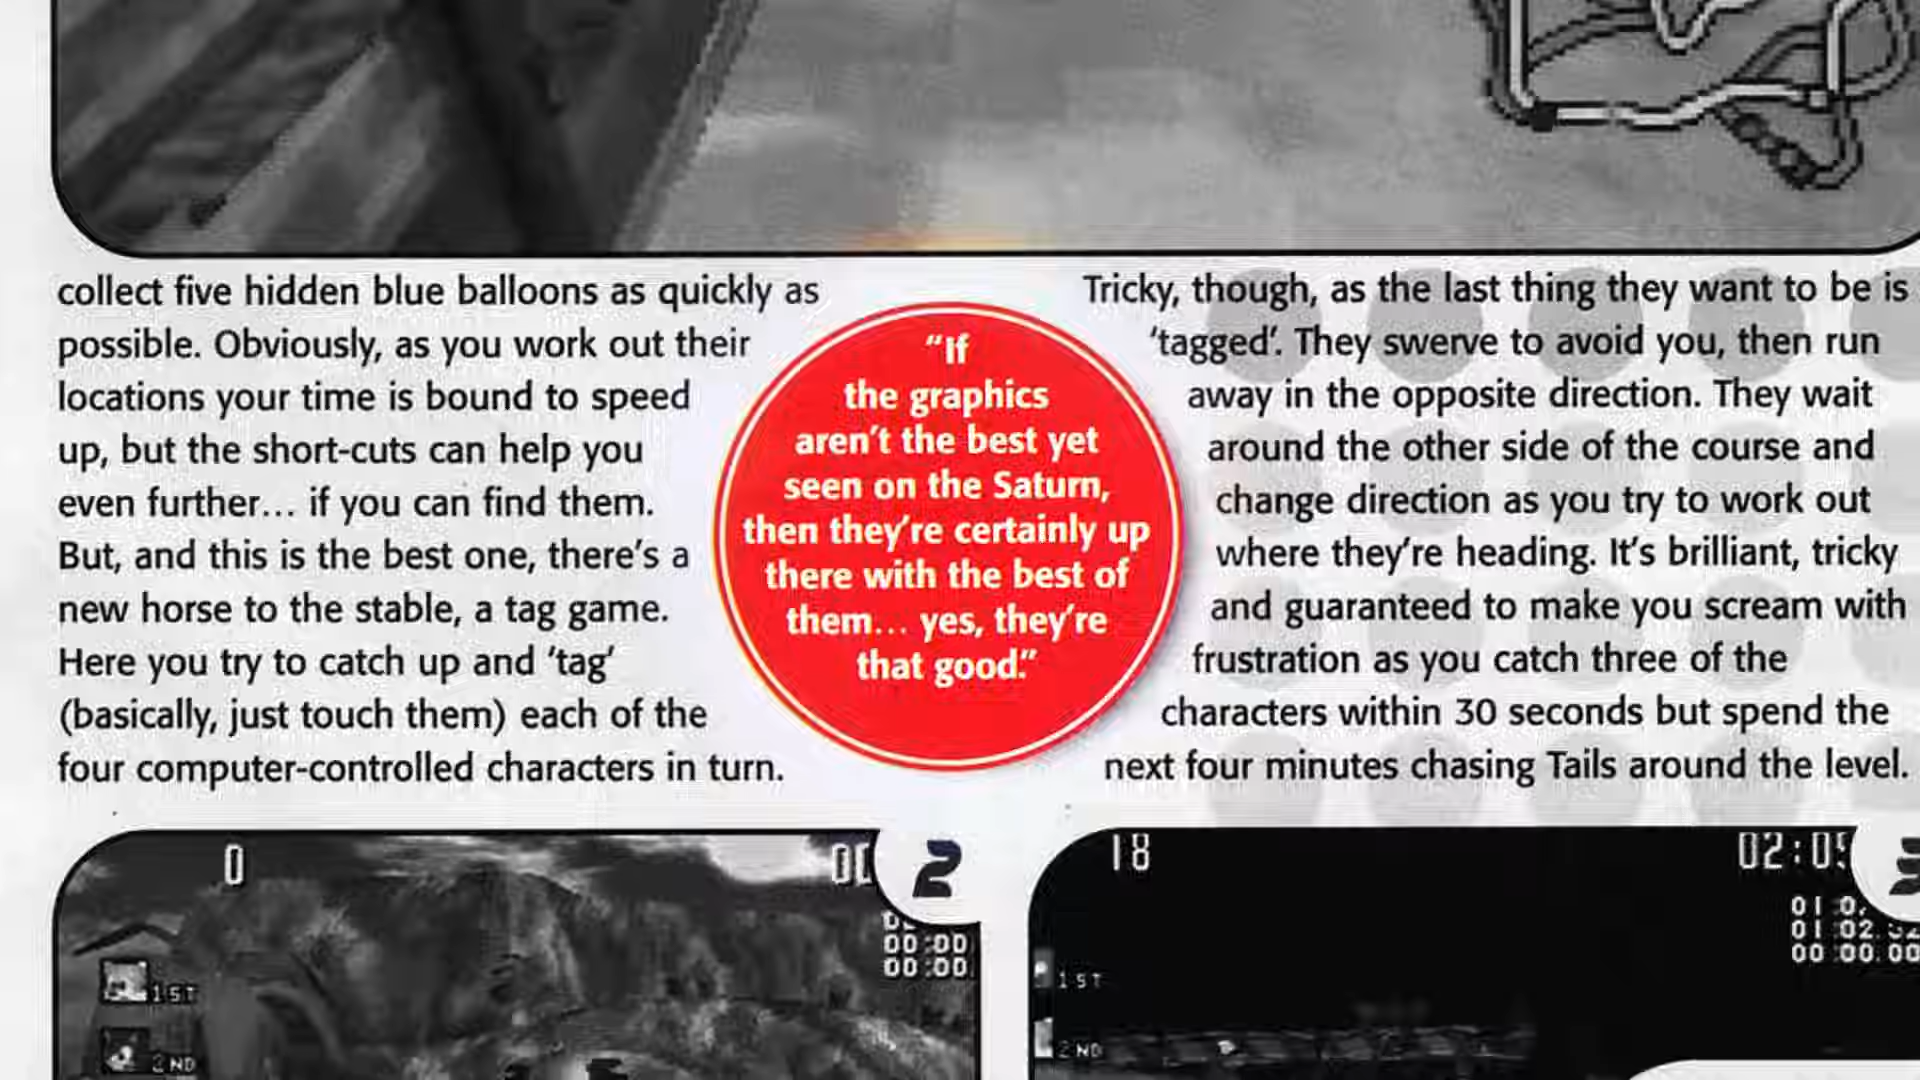 collect five hidden blue balloons as quickly as
possible. Obviously, as you work out their
locations your time is bound to speed
up, but the short-cuts can help you
even further... if you can find them.
But, and this is the best one, there's a
new horse to the stable, a tag game.
Here you try to catch up and 'tag'
(basically, just touch them) each of the
four computer-controlled characters in turn.
"If
the graphics
aren't the best yet
seen on the Saturn,
then they're certainly up
there with the best of
them... yes, they're
that good."
Tricky, though, as the last thing they want to be is
'tagged'. They swerve to avoid you, then run
away in the opposite direction. They wait
around the other side of the course and
change direction as you try to work out
where they're heading. It's brilliant, tricky
and guaranteed to make you scream with
frustration as you catch three of the
characters within 30 seconds but spend the
next four minutes chasing Tails around the level.
0
2
00:00
00:00
1ST
2ND
18
02:05
3
01:02
00:00.00
1ST
2ND